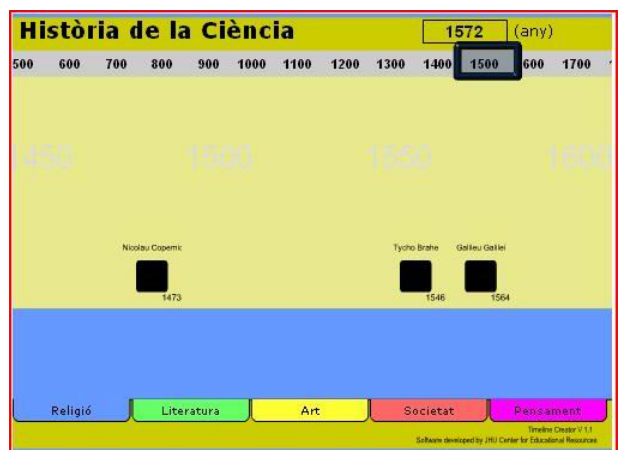 Història de la Ciència 1572 (any)
500 600 700 800 900 1000 1100 1200 1300 1400 1500 600 1700
1450 1500 1550 1600
Nicolau Copernic Tycho Brahe Galileu Galilei
1473 1546 1564
Religió Literatura Art Societat Pensament
Timeline Creator V 1.1
Software developed by JHU Center for Educational Resources